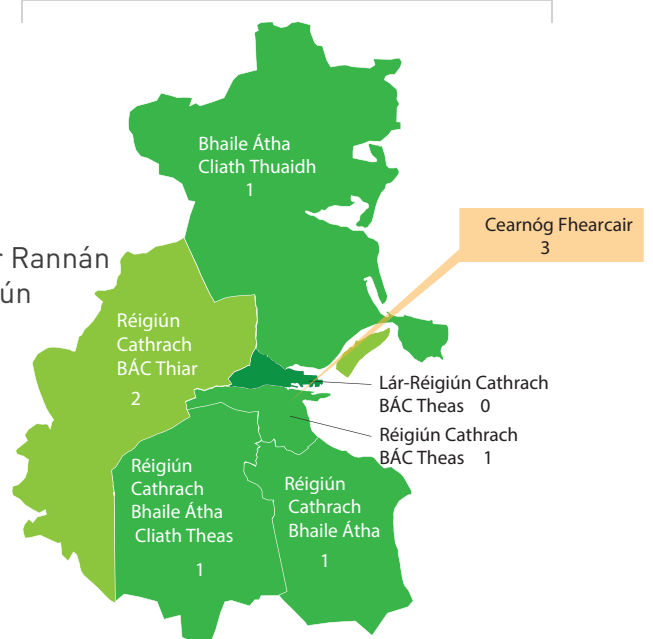 Bhaile Átha
Cliath Thuaidh
1
Cearnóg Fhearcair
3
Rannán
Réigiún
Cathrach
BÁC Thiar
2
Lár-Réigiún Cathrach
BÁC Theas 0
Réigiún Cathrach
BÁC Theas 1
Réigiún
Cathrach
Bhaile Átha
Cliath Theas
1
Réigiún
Cathrach
Bhaile Átha
1